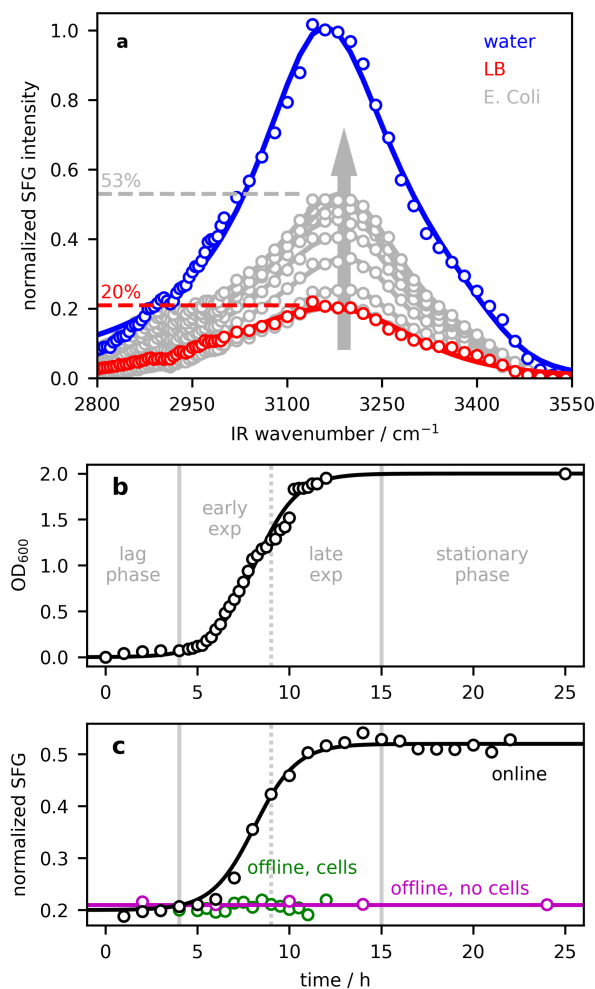 a
water
LB
E. Coli
53%
20%
normalized SFG intensity
1.0
0.8
0.6
0.4
0.2
0.0
2800 2950 3100 3250 3400 3550
IR wavenumber / cm⁻¹
b
early
exp
lag
phase
late
exp
stationary
phase
OD₆₀₀
2.0
1.5
1.0
0.5
0.0
0 5 10 15 20 25
c
online
offline, cells
offline, no cells
normalized SFG
0.5
0.4
0.3
0.2
0 5 10 15 20 25
time / h